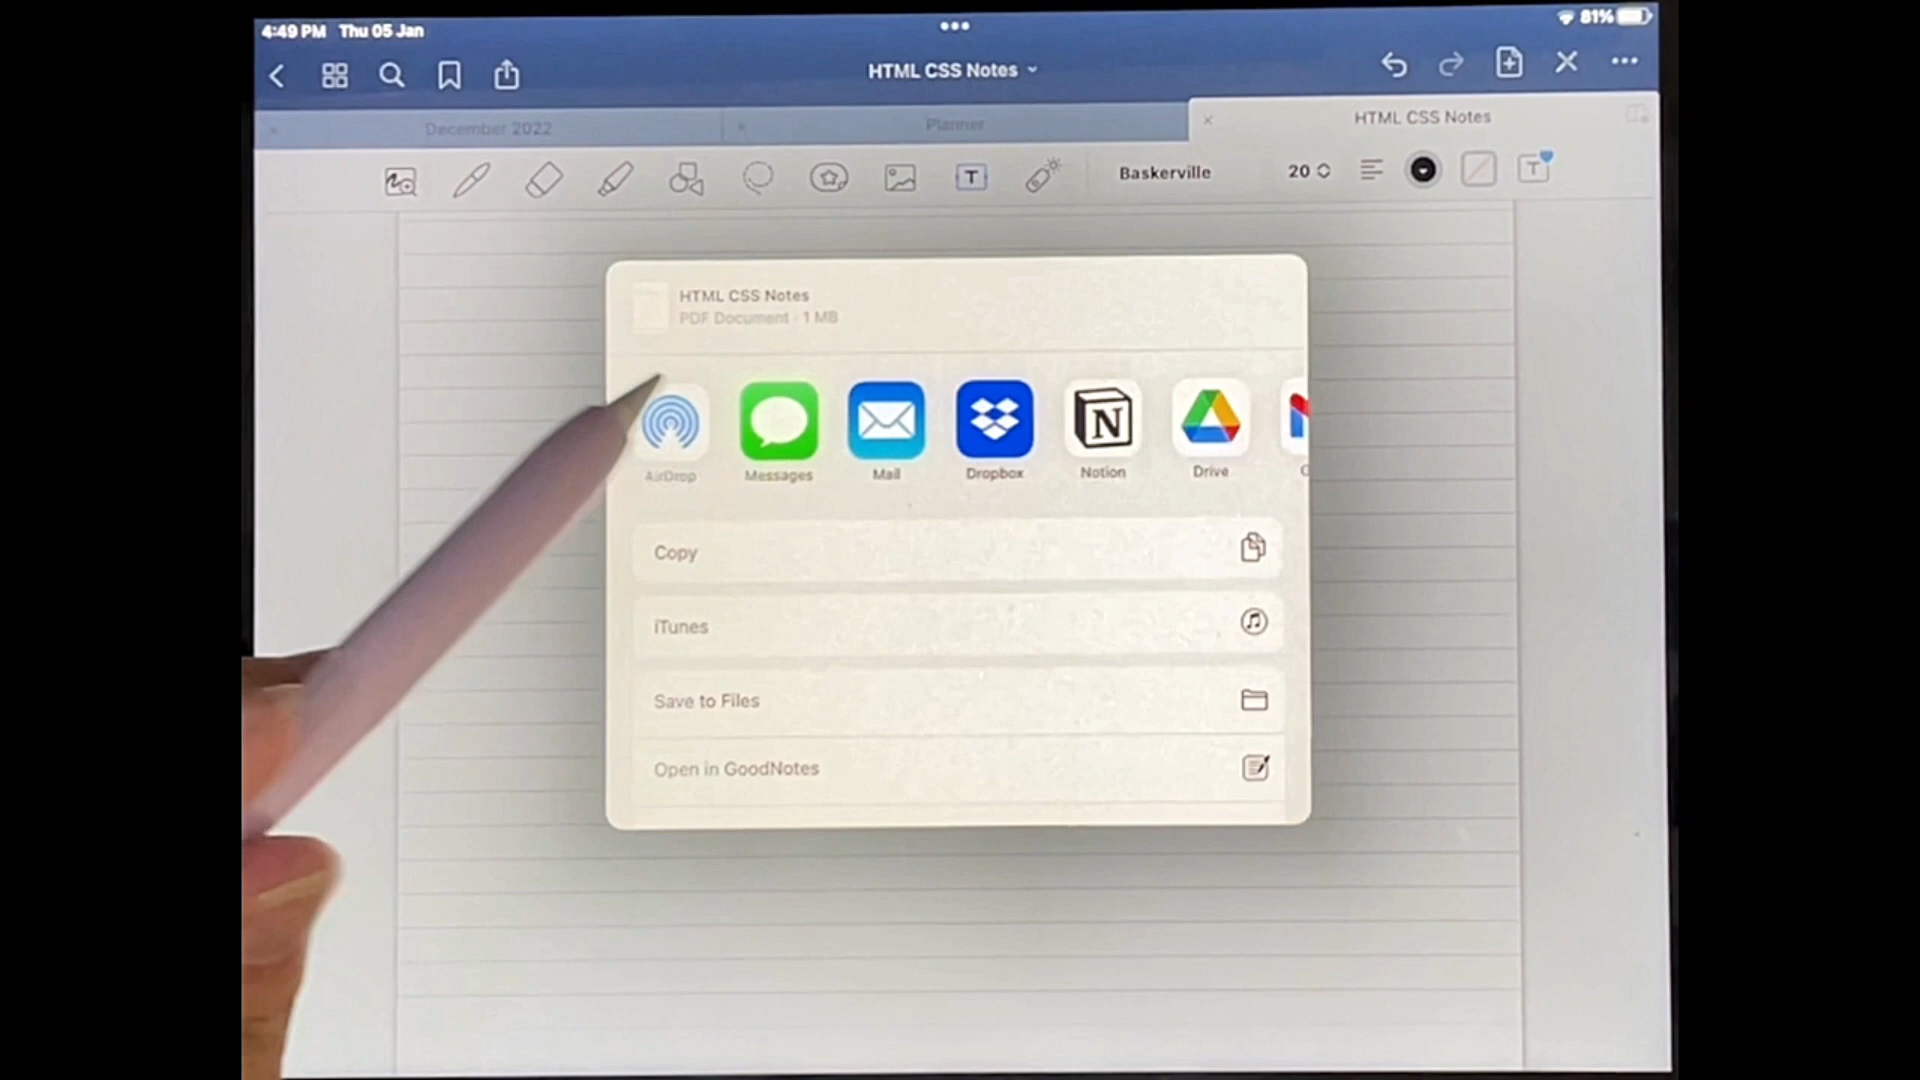 4:49 PM Thu 05 Jan
81%
HTML CSS Notes
December 2022
Planner
HTML CSS Notes
T
Baskerville
20
T
HTML CSS Notes
PDF Document · 1 MB
N
AirDrop
Messages
Mail
Dropbox
Notion
Drive
Copy
iTunes
Save to Files
Open in GoodNotes